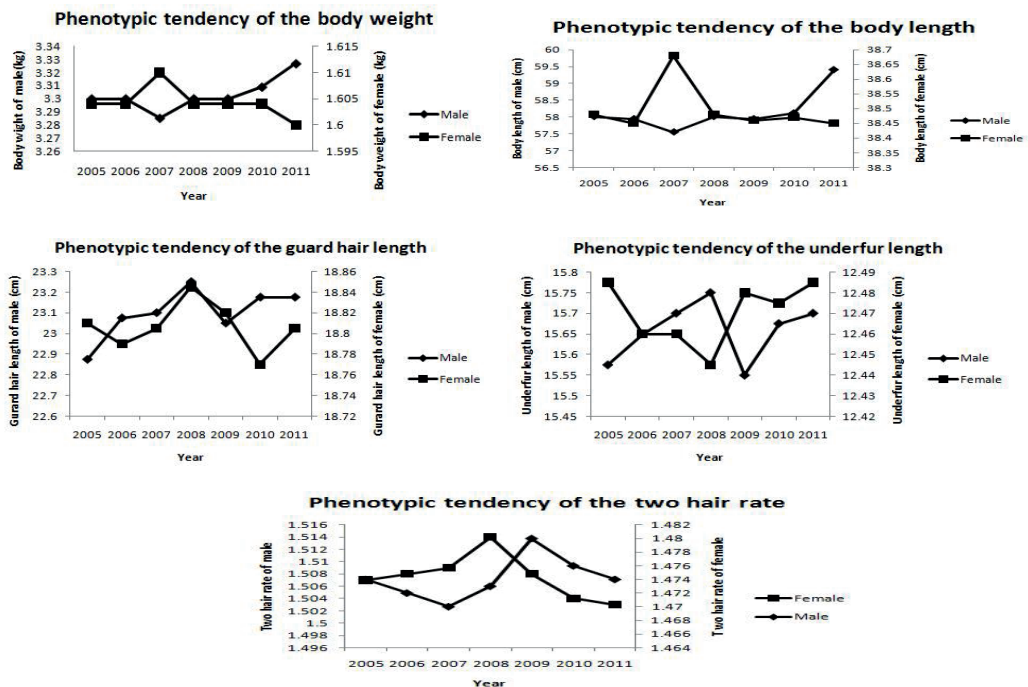 Phenotypic tendency of the body weight
Body weight of male(kg)
3.34
3.33
3.32
3.31
3.3
3.29
3.28
3.27
3.26
1.615
1.61
1.605
1.6
1.595
Body weight of female (kg)
2005 2006 2007 2008 2009 2010 2011
Year
Male
Female
Phenotypic tendency of the body length
Body length of male (cm)
60
59.5
59
58.5
58
57.5
57
56.5
38.7
38.65
38.6
38.55
38.5
38.45
38.4
38.35
38.3
Body length of female (cm)
2005 2006 2007 2008 2009 2010 2011
Year
Male
Female
Phenotypic tendency of the guard hair length
Gurard hair length of male (cm)
23.3
23.2
23.1
23
22.9
22.8
22.7
22.6
18.86
18.84
18.82
18.8
18.78
18.76
18.74
18.72
Guard hair length of female (cm)
2005 2006 2007 2008 2009 2010 2011
Year
Male
Female
Phenotypic tendency of the underfur length
Underfur length of male (cm)
15.8
15.75
15.7
15.65
15.6
15.55
15.5
15.45
12.49
12.48
12.47
12.46
12.45
12.44
12.43
12.42
Underfur length of female (cm)
2005 2006 2007 2008 2009 2010 2011
Year
Male
Female
Phenotypic tendency of the two hair rate
Two hair rate of male
1.516
1.514
1.512
1.51
1.508
1.506
1.504
1.502
1.5
1.498
1.496
1.482
1.48
1.478
1.476
1.474
1.472
1.47
1.468
1.466
1.464
Two hair rate of female
2005 2006 2007 2008 2009 2010 2011
Year
Female
Male